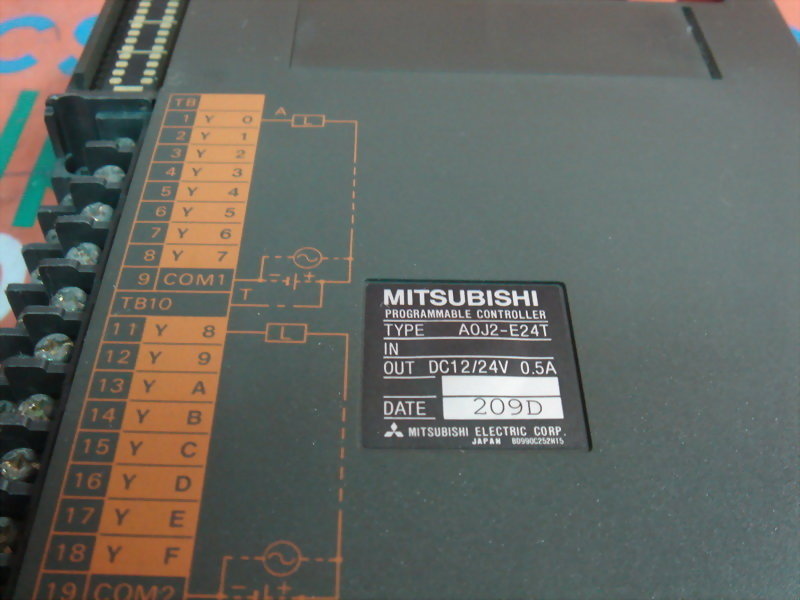 TB
1 Y 0 A L
2 Y 1
3 Y 2
4 Y 3
5 Y 4
6 Y 5
7 Y 6
8 Y 7
9 COM1 - +
TB10 T
11 Y 8 L
12 Y 9
13 Y A
14 Y B
15 Y C
16 Y D
17 Y E
18 Y F
19 COM2 - +
MITSUBISHI
PROGRAMMABLE CONTROLLER
TYPE A0J2-E24T
IN
OUT DC12/24V 0.5A
DATE 209D
MITSUBISHI ELECTRIC CORP.
JAPAN BD990C252H15